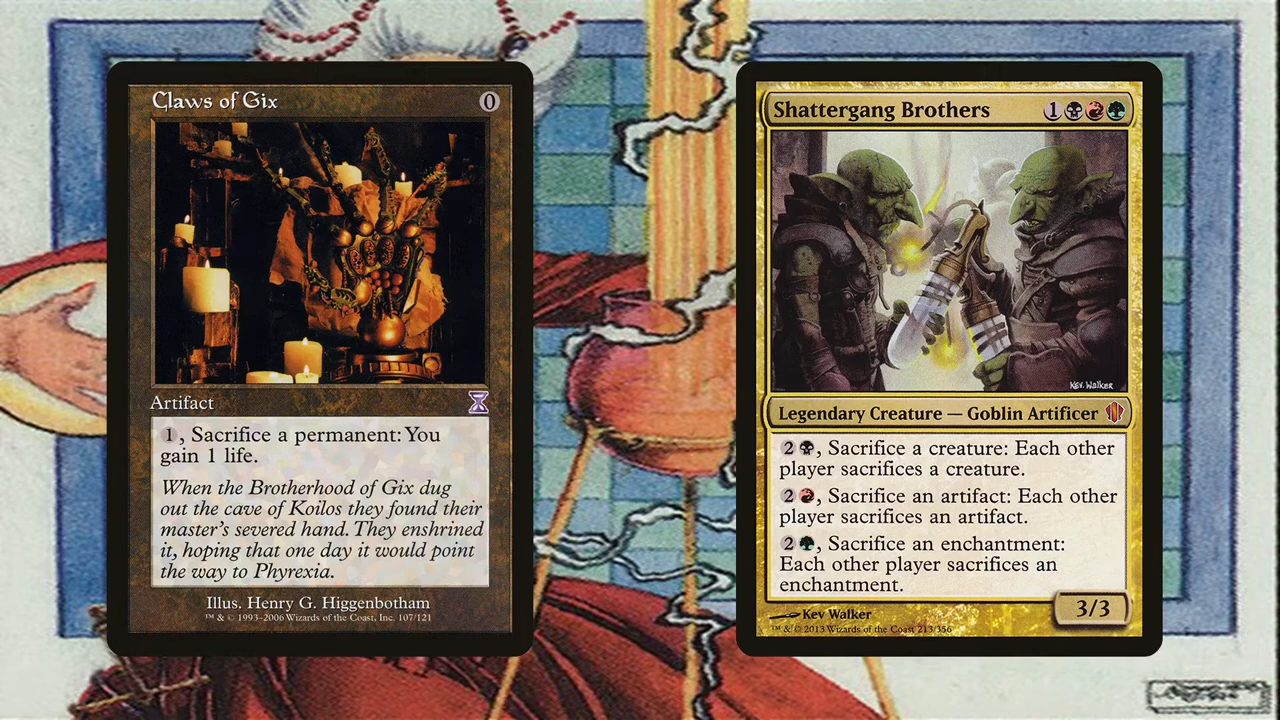 Claws of Gix 0
Artifact
1, Sacrifice a permanent: You
gain 1 life.
When the Brotherhood of Gix dug
out the cave of Koilos they found their
master's severed hand. They enshrined
it, hoping that one day it would point
the way to Phyrexia.
Illus. Henry G. Higgenbotham
™ & © 1993-2006 Wizards of the Coast, Inc. 107/121
Shattergang Brothers 1
Kev. Walker
Legendary Creature — Goblin Artificer
2, Sacrifice a creature: Each other
player sacrifices a creature.
2, Sacrifice an artifact: Each other
player sacrifices an artifact.
2, Sacrifice an enchantment:
Each other player sacrifices an
enchantment.
3/3
Kev Walker
™ & © 2013 Wizards of the Coast 213/356